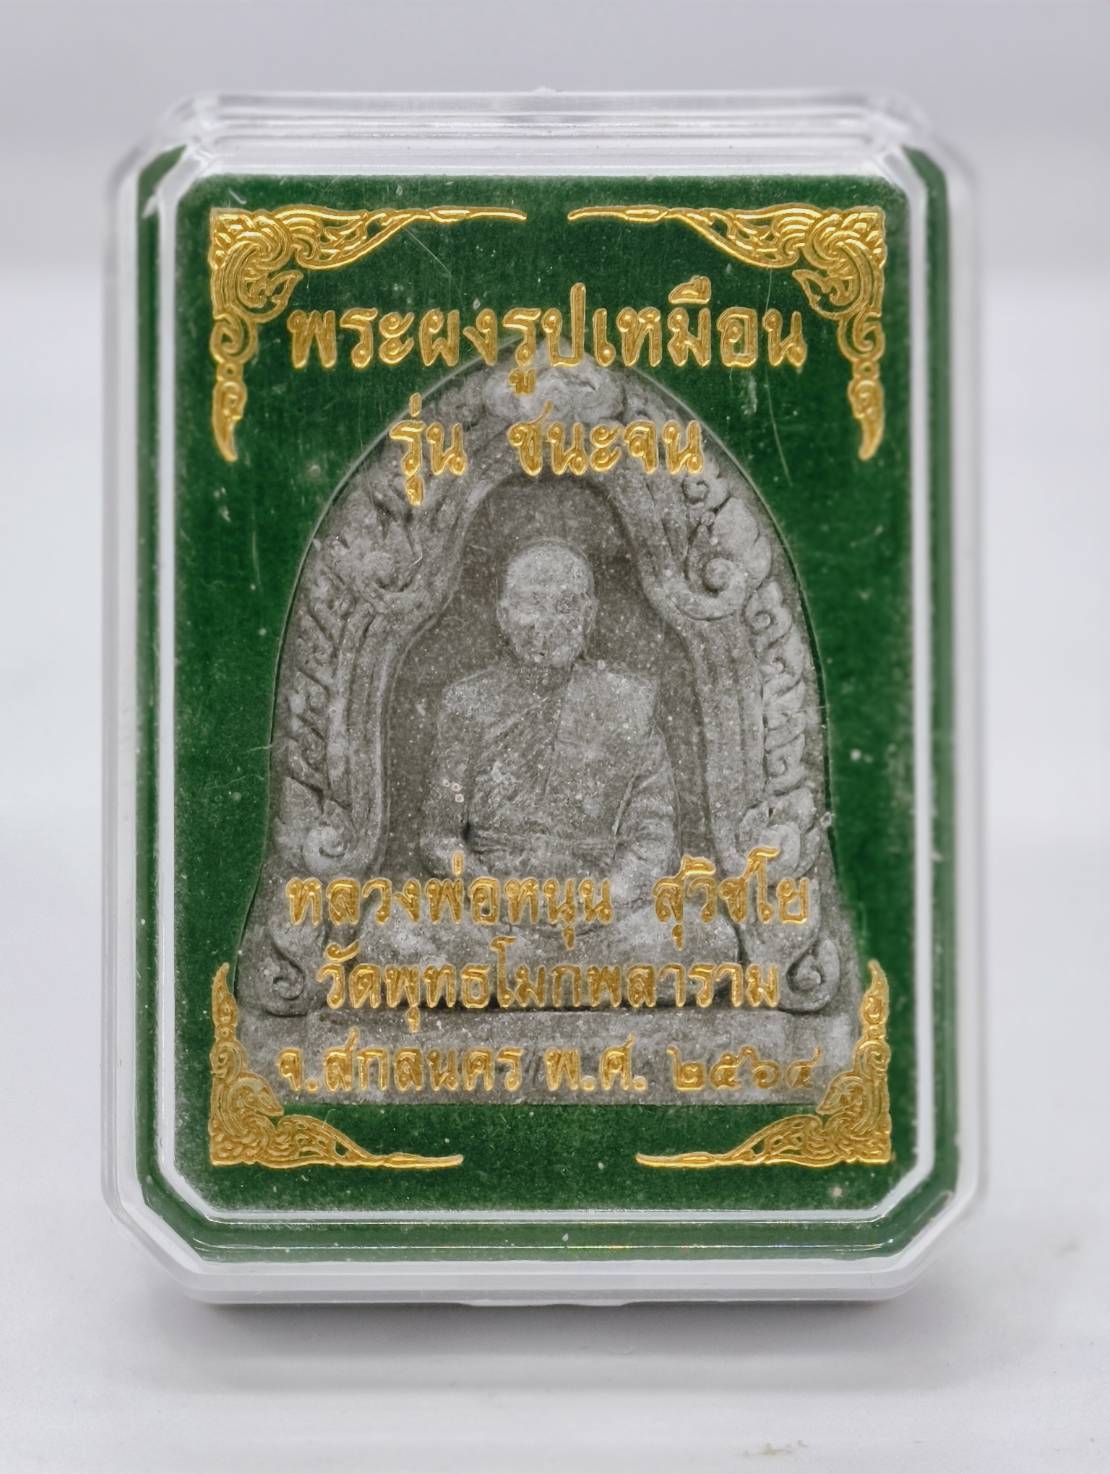 พระผงรูปเหมือน
รุ่น ชนะจน
หลวงพ่อหนุน สุวิชโย
วัดพุทธโมกพลาราม
จ.สกลนคร พ.ศ. ๒๕๖๔